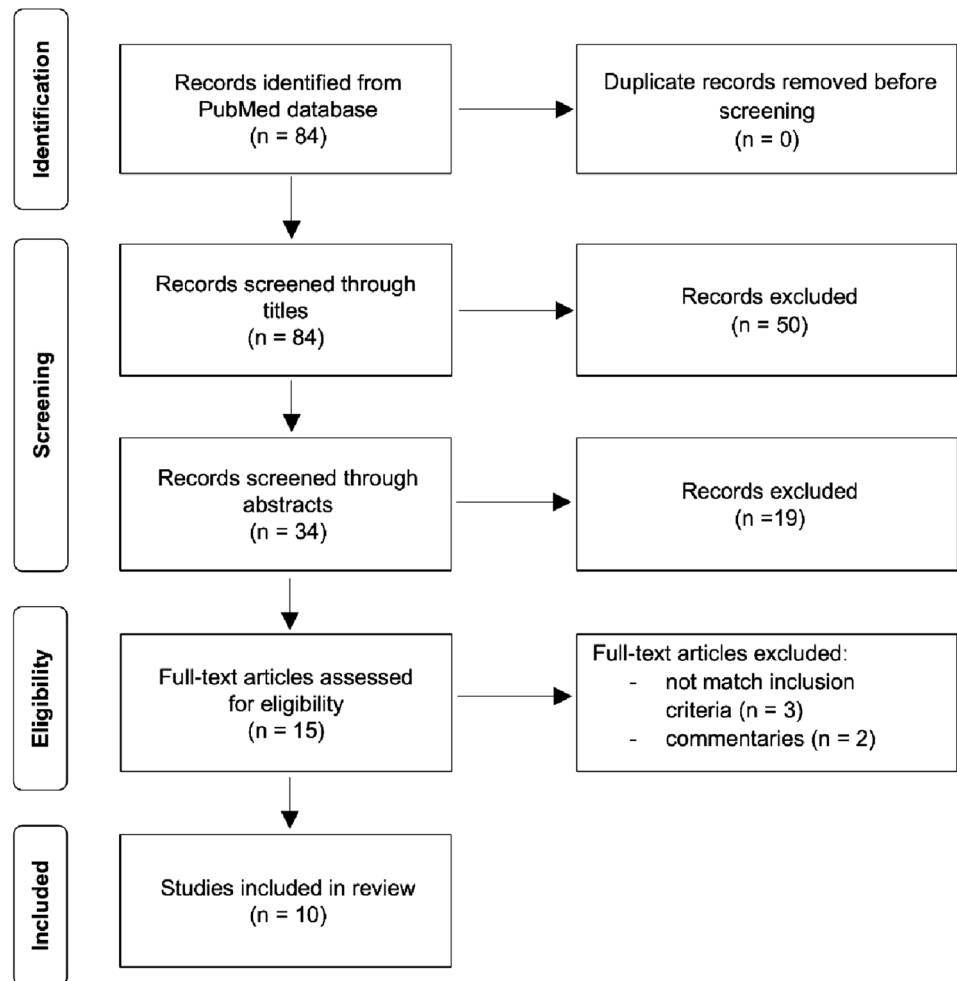 Identification
Records identified from
PubMed database
(n = 84)
Duplicate records removed before
screening
(n = 0)
Screening
Records screened through
titles
(n = 84)
Records excluded
(n = 50)
Records screened through
abstracts
(n = 34)
Records excluded
(n =19)
Eligibility
Full-text articles assessed
for eligibility
(n = 15)
Full-text articles excluded:
- not match inclusion
criteria (n = 3)
- commentaries (n = 2)
Included
Studies included in review
(n = 10)